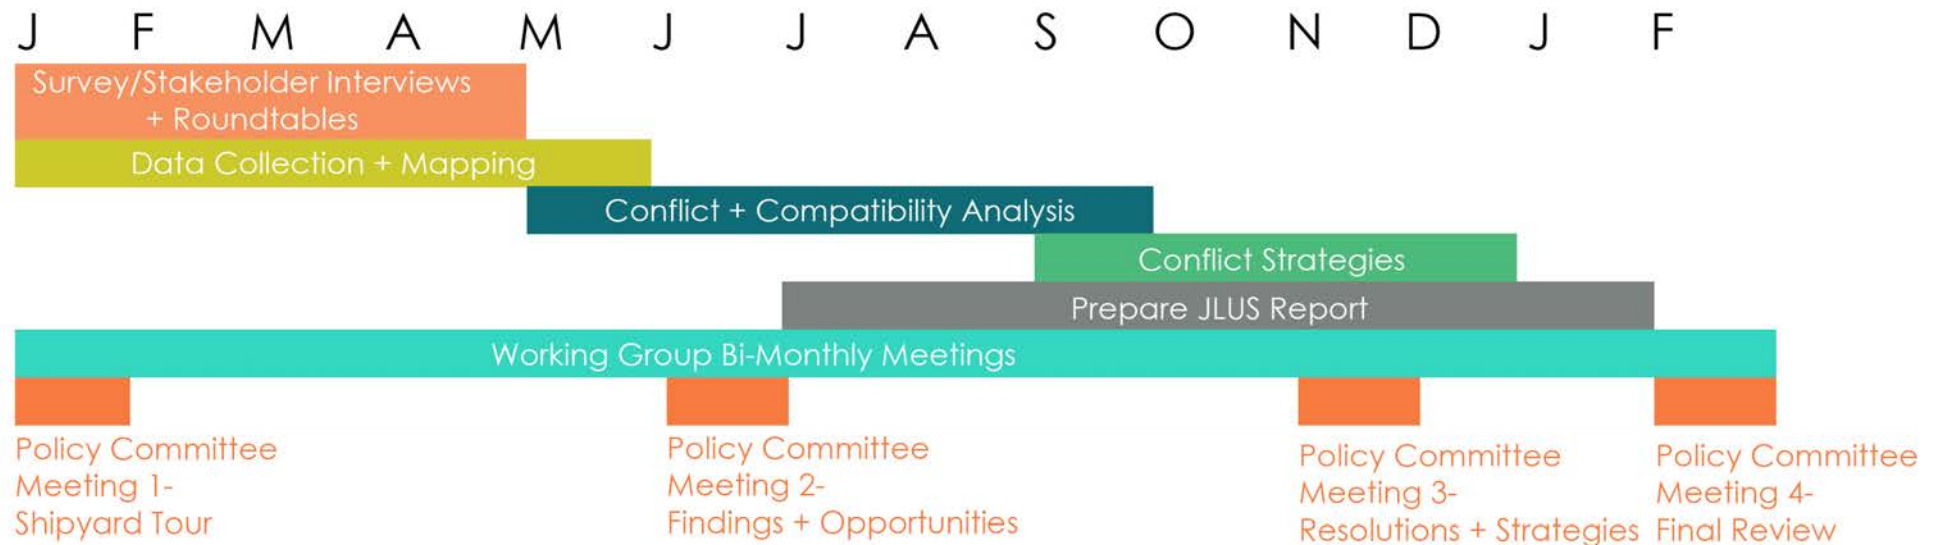 J F M A M J J A S O N D J F
Survey/Stakeholder Interviews
+ Roundtables
Data Collection + Mapping
Conflict + Compatibility Analysis
Conflict Strategies
Prepare JLUS Report
Working Group Bi-Monthly Meetings
Policy Committee
Meeting 1-
Shipyard Tour
Policy Committee
Meeting 2-
Findings + Opportunities
Policy Committee
Meeting 3-
Resolutions + Strategies
Policy Committee
Meeting 4-
Final Review